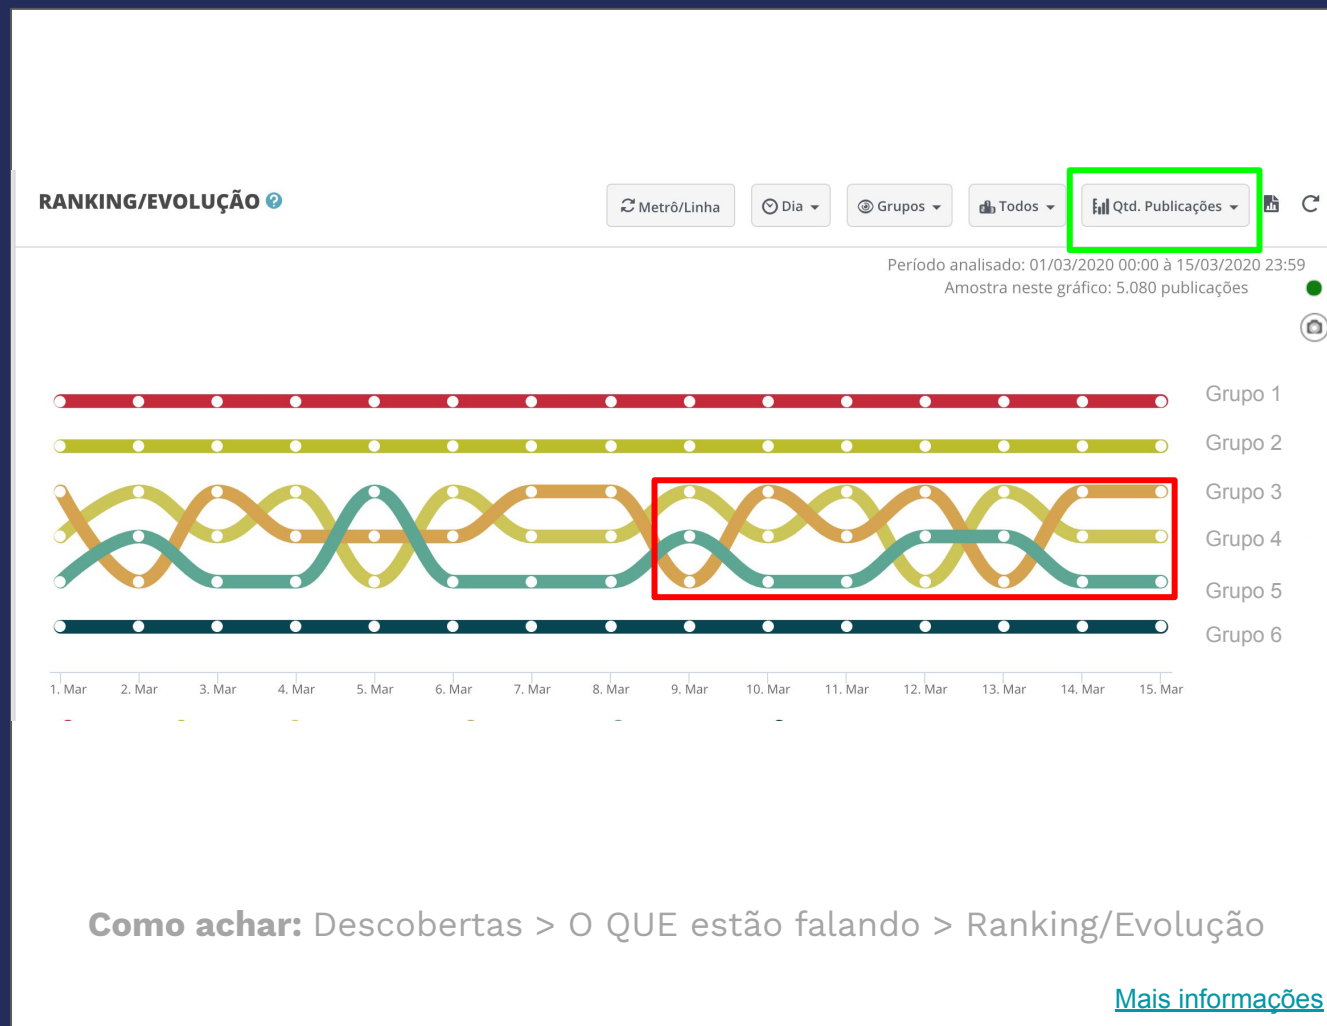 RANKING/EVOLUÇÃO ?
Metrô/Linha Dia Grupos Todos Qtd. Publicações
Período analisado: 01/03/2020 00:00 à 15/03/2020 23:59
Amostra neste gráfico: 5.080 publicações
Grupo 1
Grupo 2
Grupo 3
Grupo 4
Grupo 5
Grupo 6
1. Mar 2. Mar 3. Mar 4. Mar 5. Mar 6. Mar 7. Mar 8. Mar 9. Mar 10. Mar 11. Mar 12. Mar 13. Mar 14. Mar 15. Mar
Como achar: Descobertas > O QUE estão falando > Ranking/Evolução
Mais informações